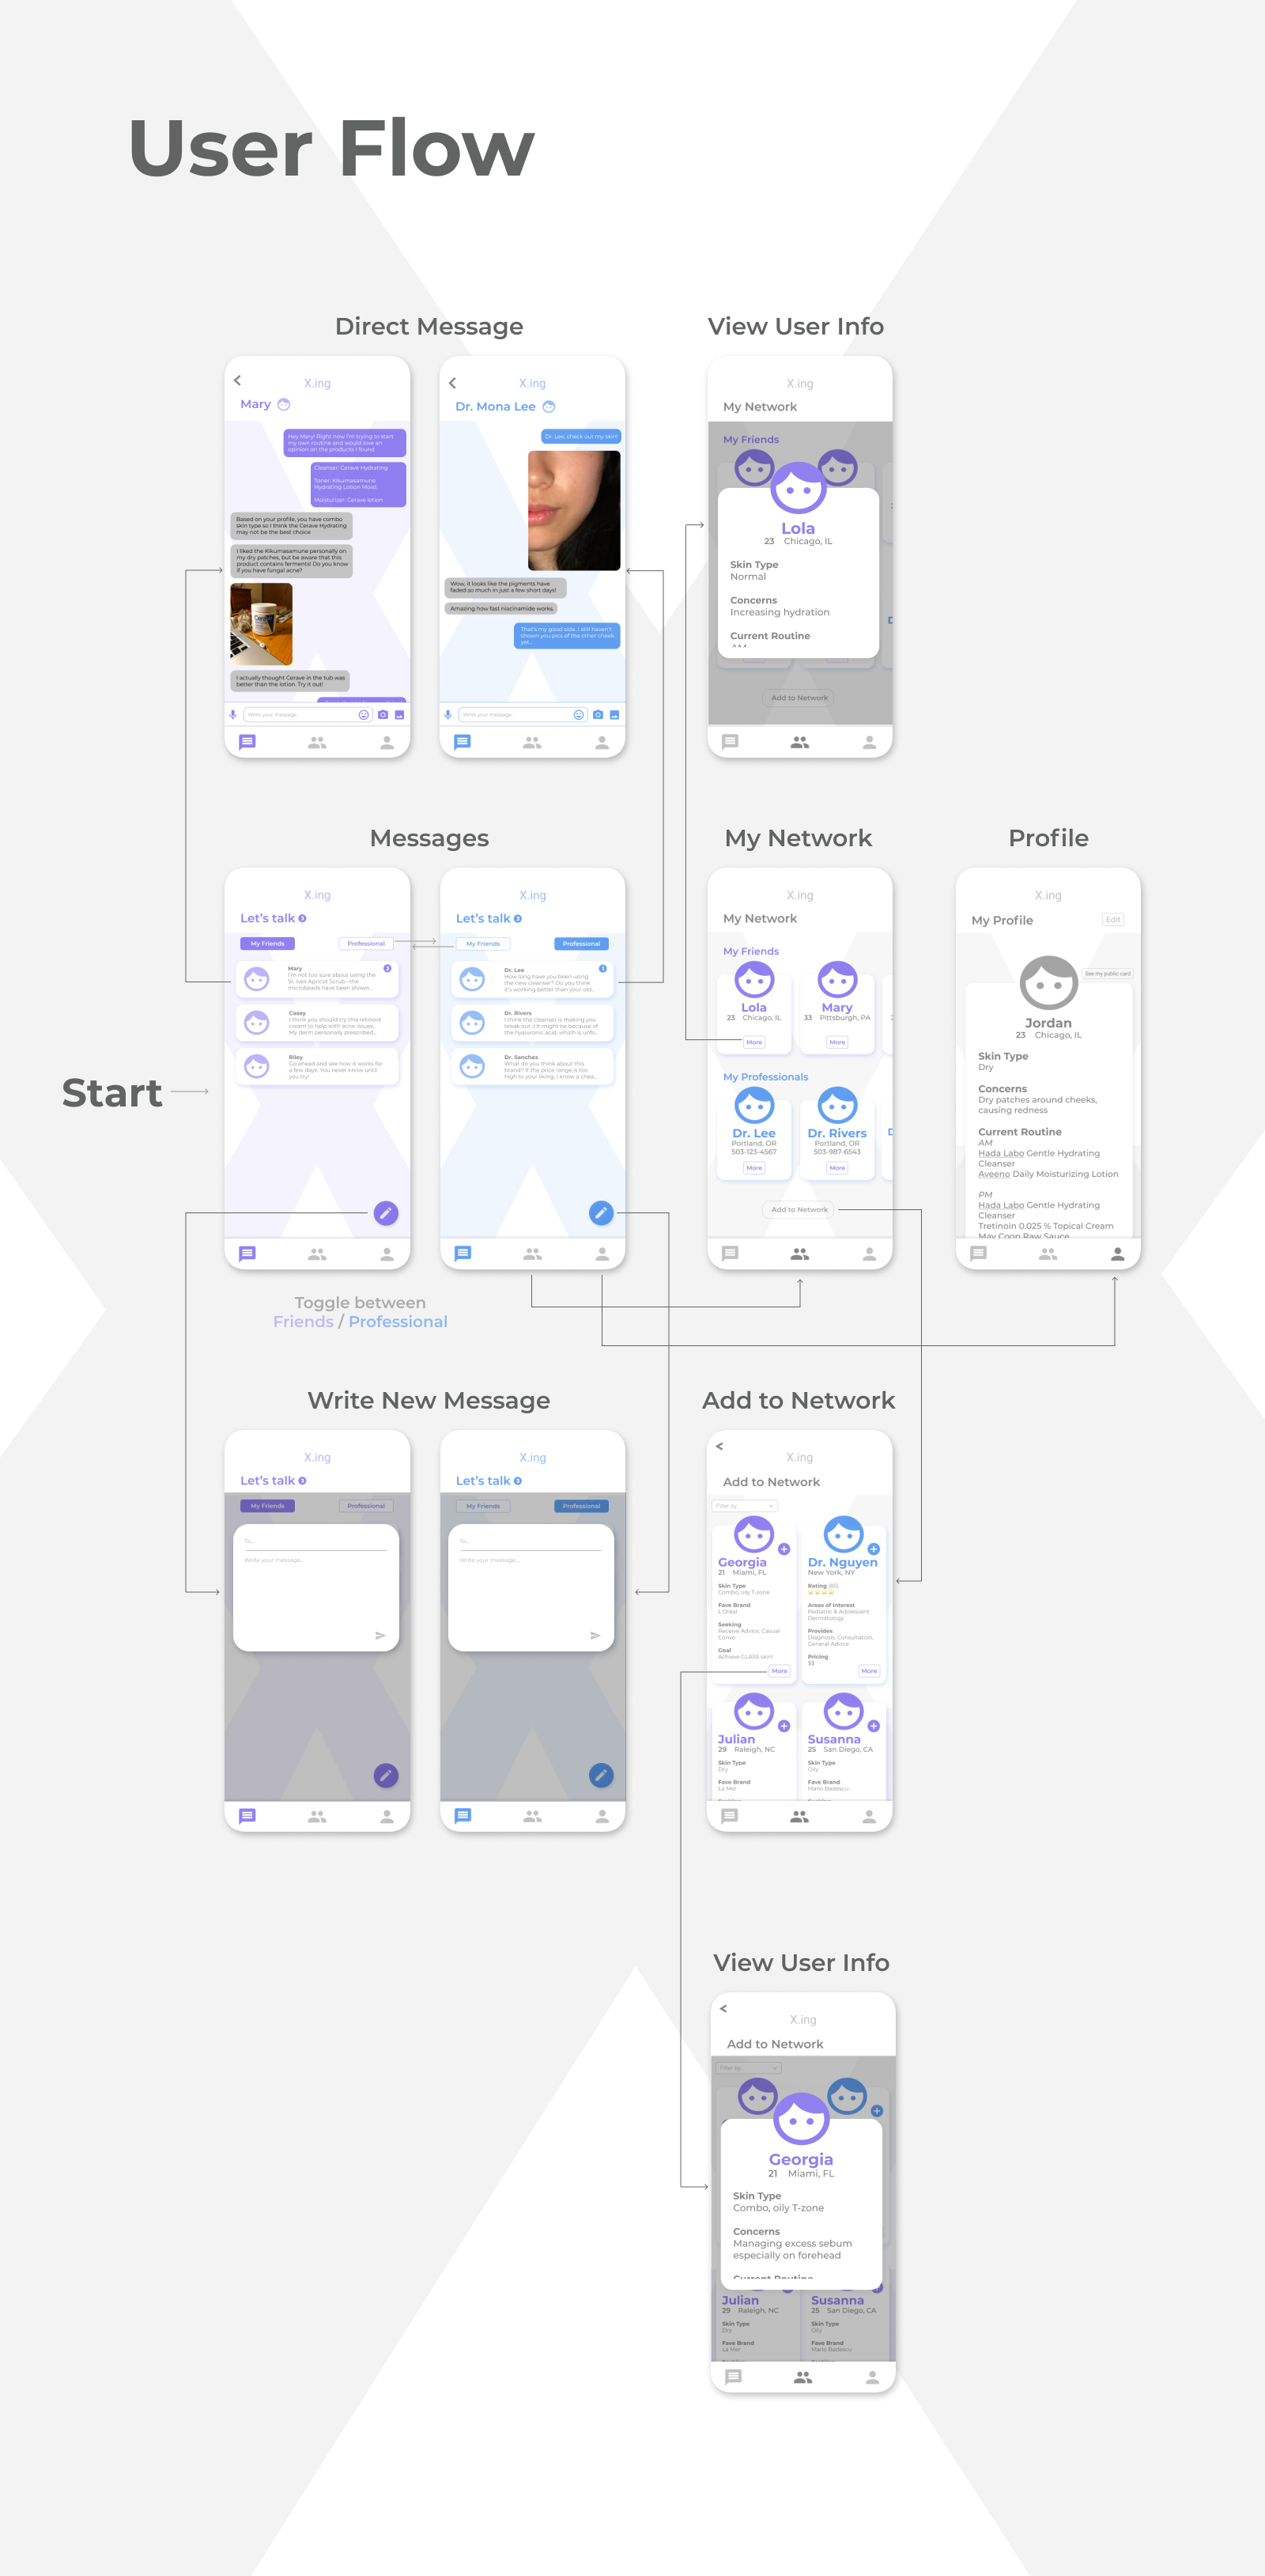 User Flow
Direct Message
X.ing
Mary
Hey Mary! Right now I'm trying to start
my own routine and would love an
opinion on the products I found
Cleanser: Cerave Hydrating
Toner: Kikumasamune
Hydrating Lotion Moist
Moisturizer: Cerave lotion
Based on your profile, you have combo
skin type so I think the Cerave Hydrating
may not be the best choice
I liked the Kikumasamune personally on
my dry patches, but be aware that this
product contains ferments! Do you know
if you have fungal acne?
I actually thought Cerave in the tub was
better than the lotion. Try it out!
Write your message...
X.ing
Dr. Mona Lee
Dr. Lee, check out my skin!
Wow, it looks like the pigments have
faded so much in just a few short days!
Amazing how fast niacinamide works.
That's my good side. I still haven't
shown you pics of the other cheek
yet...
Write your message...
View User Info
X.ing
My Network
My Friends
Lola
23 Chicago, IL
Skin Type
Normal
Concerns
Increasing hydration
Current Routine
AM
Add to Network
Messages
X.ing
Let's talk
My Friends
Professional
Mary
2
I'm not too sure about using the
St. Ives Apricot Scrub--the
microbeads have been shown...
Casey
I think you should try this retinoid
cream to help with acne issues.
My derm personally prescribed...
Riley
Go ahead and see how it works for
a few days. You never know until
you try!
X.ing
Let's talk
My Friends
Professional
Dr. Lee
1
How long have you been using
the new cleanser? Do you think
it's working better than your old...
Dr. Rivers
I think the cleanser is making you
break out :( It might be because of
the hyaluronic acid, which is unfo...
Dr. Sanchez
What do you think about this
brand? If the price range is too
high to your liking, I know a chea...
Start
Toggle between
Friends / Professional
My Network
X.ing
My Network
My Friends
Lola
23 Chicago, IL
More
Mary
33 Pittsburgh, PA
More
My Professionals
Dr. Lee
Portland, OR
503-123-4567
More
Dr. Rivers
Portland, OR
503-987-6543
More
D
Add to Network
Profile
X.ing
My Profile
Edit
See my public card
Jordan
23 Chicago, IL
Skin Type
Dry
Concerns
Dry patches around cheeks,
causing redness
Current Routine
AM
Hada Labo Gentle Hydrating
Cleanser
Aveeno Daily Moisturizing Lotion
PM
Hada Labo Gentle Hydrating
Cleanser
Tretinoin 0.025 % Topical Cream
May Coop Raw Sauce
Write New Message
X.ing
Let's talk
My Friends
Professional
To...
Write your message...
X.ing
Let's talk
My Friends
Professional
To...
Write your message...
Add to Network
X.ing
Add to Network
Filter by...
Georgia
21 Miami, FL
Skin Type
Combo, oily T-zone
Fave Brand
L'Oreal
Seeking
Receive Advice, Casual
Convo
Goal
Achieve GLASS skin!
More
Dr. Nguyen
New York, NY
Rating (85)
Areas of Interest
Pediatric & Adolescent
Dermatology
Provides
Diagnosis, Consultation,
General Advice
Pricing
$$
More
Julian
29 Raleigh, NC
Skin Type
Dry
Fave Brand
La Mer
Susanna
25 San Diego, CA
Skin Type
Oily
Fave Brand
Mario Badescu
View User Info
X.ing
Add to Network
Filter by...
Georgia
21 Miami, FL
Skin Type
Combo, oily T-zone
Concerns
Managing excess sebum
especially on forehead
Current Routine
Julian
29 Raleigh, NC
Skin Type
Dry
Fave Brand
La Mer
Susanna
25 San Diego, CA
Skin Type
Oily
Fave Brand
Mario Badescu